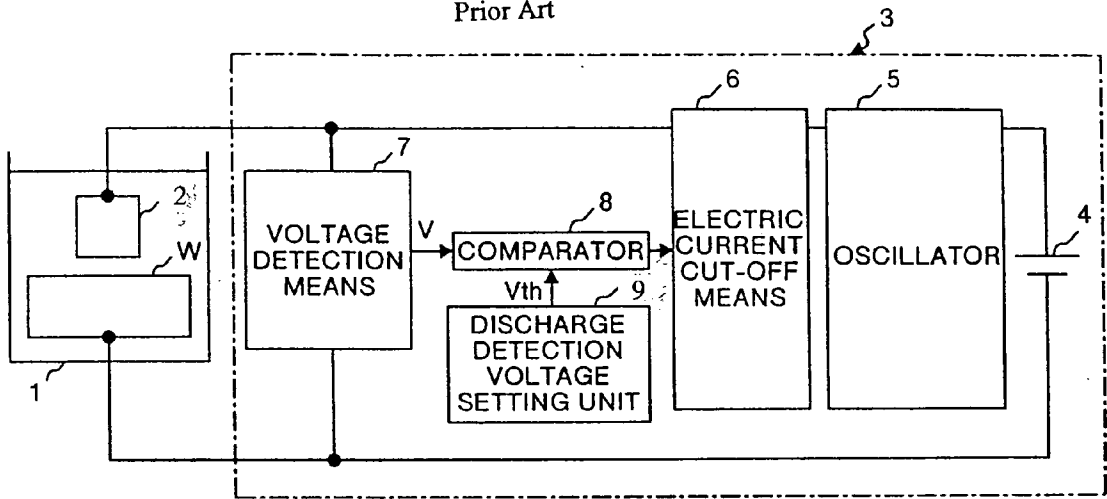 Prior Art
3
6
5
7
2
W
VOLTAGE
DETECTION
MEANS
V
8
COMPARATOR
Vth
9
DISCHARGE
DETECTION
VOLTAGE
SETTING UNIT
ELECTRIC
CURRENT
CUT-OFF
MEANS
OSCILLATOR
4
1